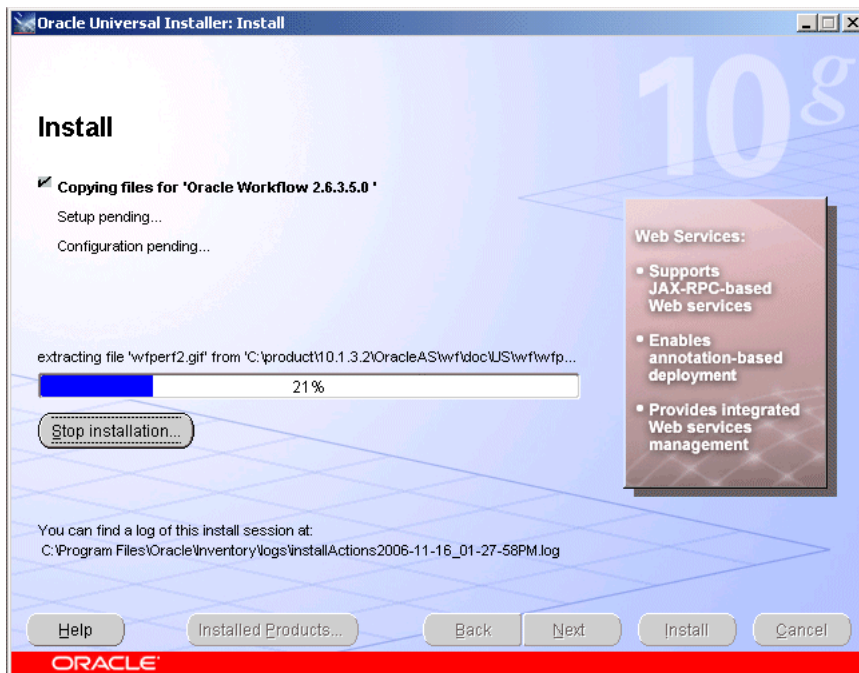 Oracle Universal Installer: Install
10g
Install
Copying files for 'Oracle Workflow 2.6.3.5.0 '
Setup pending...
Configuration pending...
Web Services:
• Supports
JAX-RPC-based
Web services
• Enables
annotation-based
deployment
• Provides integrated
Web services
management
extracting file 'wfperf2.gif' from 'C:\product\10.1.3.2\OracleAS\wf\doc\US\wf\wfp...
21%
Stop installation...
You can find a log of this install session at:
C:\Program Files\Oracle\Inventory\logs\installActions2006-11-16_01-27-58PM.log
Help
Installed Products...
Back
Next
Install
Cancel
ORACLE